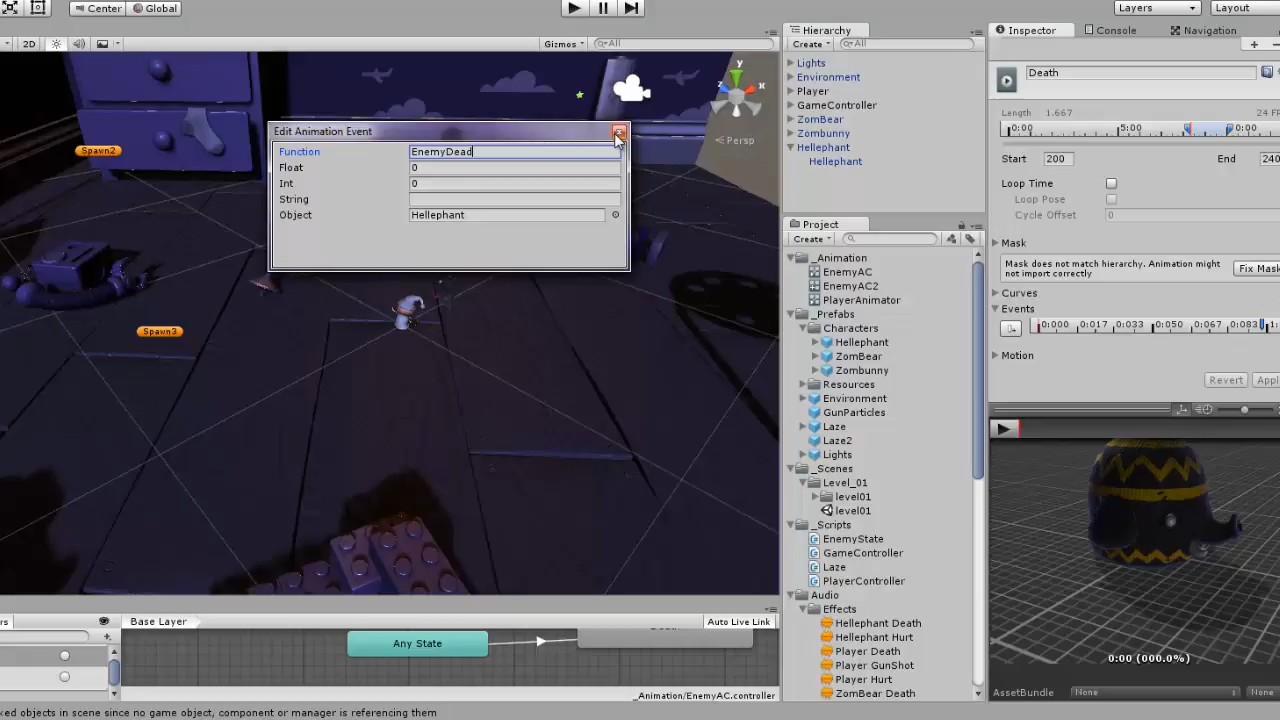 Center
Global
Layers
Layout
2D
Gizmos
All
Hierarchy
Create
All
Lights
Environment
Player
GameController
ZomBear
Zombunny
Hellephant
Hellephant
Inspector
Console
Navigation
Death
Length 1.667
24 FP
0:00 5:00 0:00
Start 200 End 240
Loop Time
Loop Pose
Cycle Offset 0
Mask
Mask does not match hierarchy. Animation might
not import correctly
Fix Mask
Curves
Events
0:000 0:017 0:033 0:050 0:067 0:083 1:
Motion
Revert
Appl
y
x
z
Persp
Spawn2
Spawn3
Edit Animation Event
Function EnemyDead
Float 0
Int 0
String
Object Hellephant
Project
Create
_Animation
EnemyAC
EnemyAC2
PlayerAnimator
_Prefabs
Characters
Hellephant
ZomBear
Zombunny
Resources
Environment
GunParticles
Laze
Laze2
Lights
_Scenes
Level_01
level01
level01
_Scripts
EnemyState
GameController
Laze
PlayerController
Audio
Effects
Hellephant Death
Hellephant Hurt
Player Death
Player GunShot
Player Hurt
ZomBear Death
0:00 (000.0%)
AssetBundle None None
rs
Base Layer
Auto Live Link
Any State
_Animation/EnemyAC.controller
ked objects in scene since no game object, component or manager is referencing them